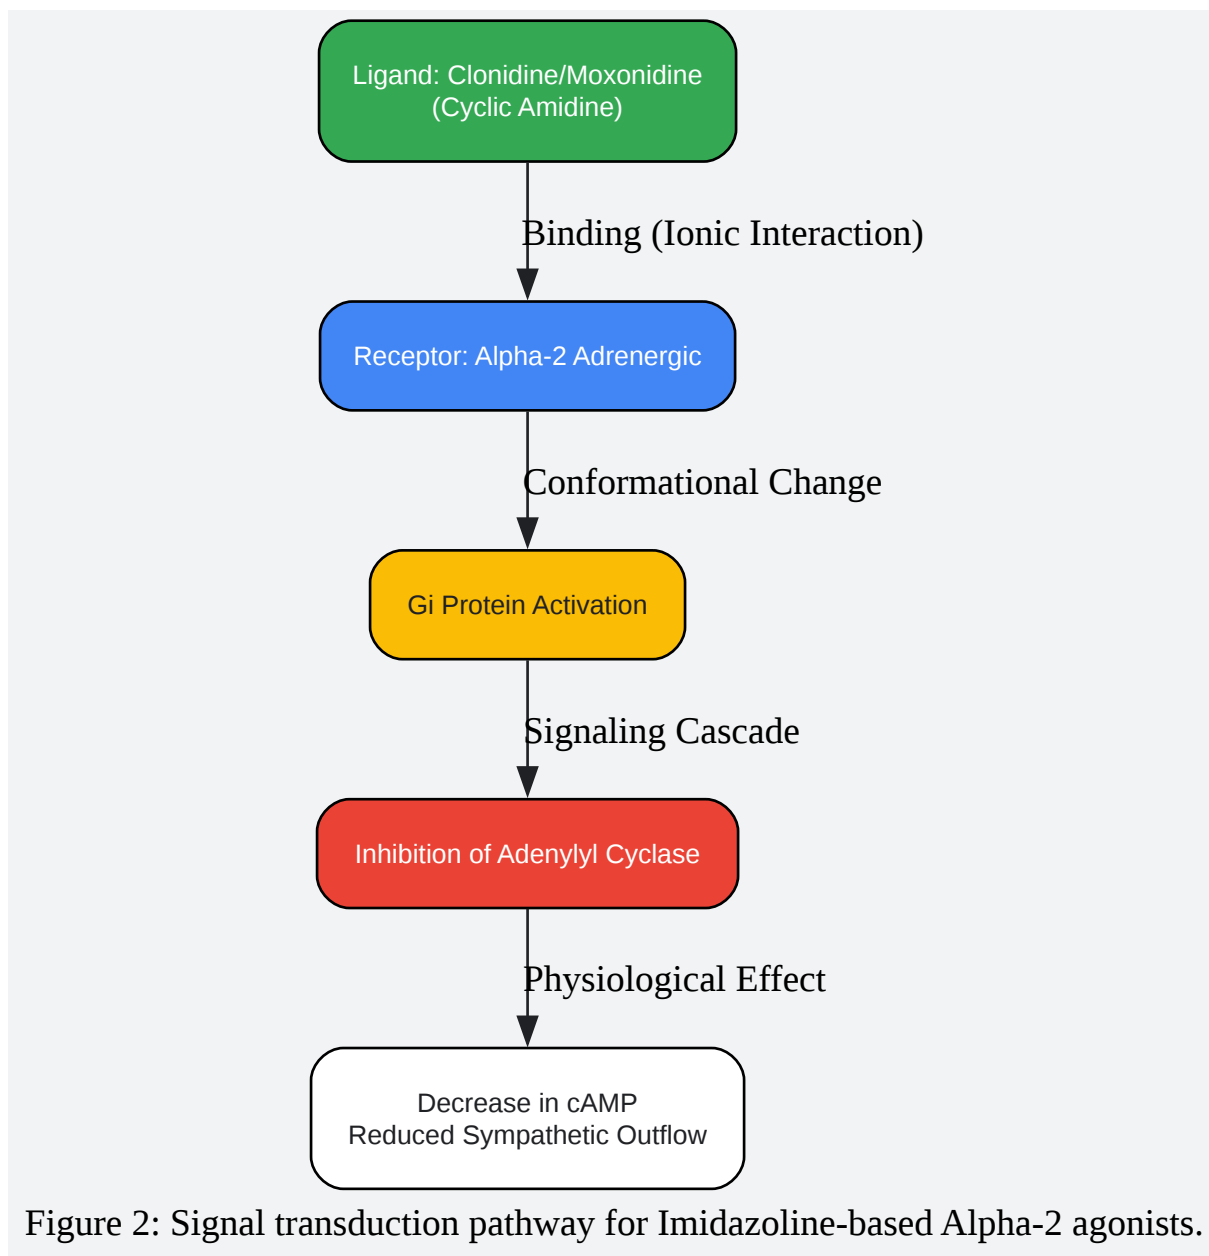 Ligand: Clonidine/Moxonidine
(Cyclic Amidine)
Binding (Ionic Interaction)
Receptor: Alpha-2 Adrenergic
Conformational Change
Gi Protein Activation
Signaling Cascade
Inhibition of Adenylyl Cyclase
Physiological Effect
Decrease in cAMP
Reduced Sympathetic Outflow
Figure 2: Signal transduction pathway for Imidazoline-based Alpha-2 agonists.